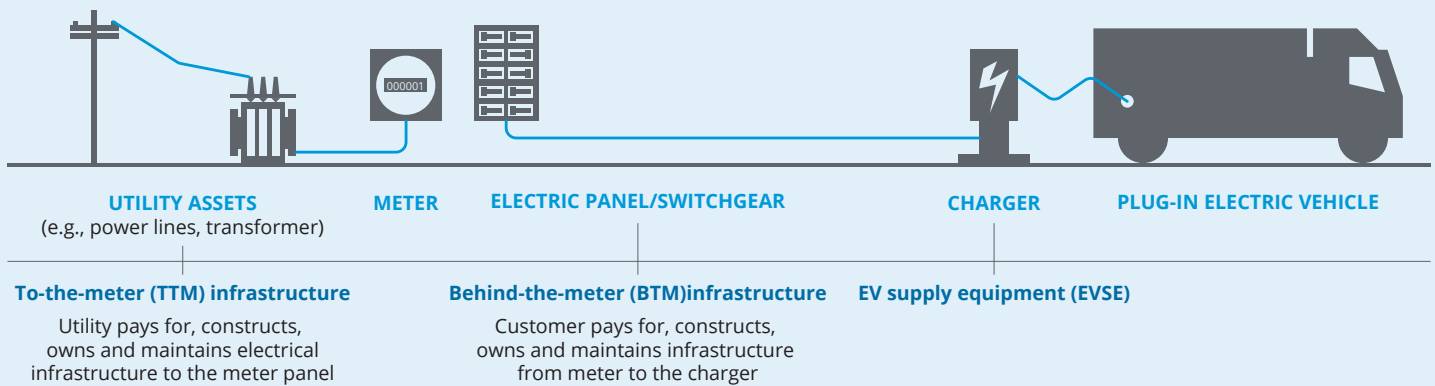 000001
UTILITY ASSETS
(e.g., power lines, transformer)
METER
ELECTRIC PANEL/SWITCHGEAR
CHARGER
PLUG-IN ELECTRIC VEHICLE
To-the-meter (TTM) infrastructure
Utility pays for, constructs,
owns and maintains electrical
infrastructure to the meter panel
Behind-the-meter (BTM)infrastructure
Customer pays for, constructs,
owns and maintains infrastructure
from meter to the charger
EV supply equipment (EVSE)